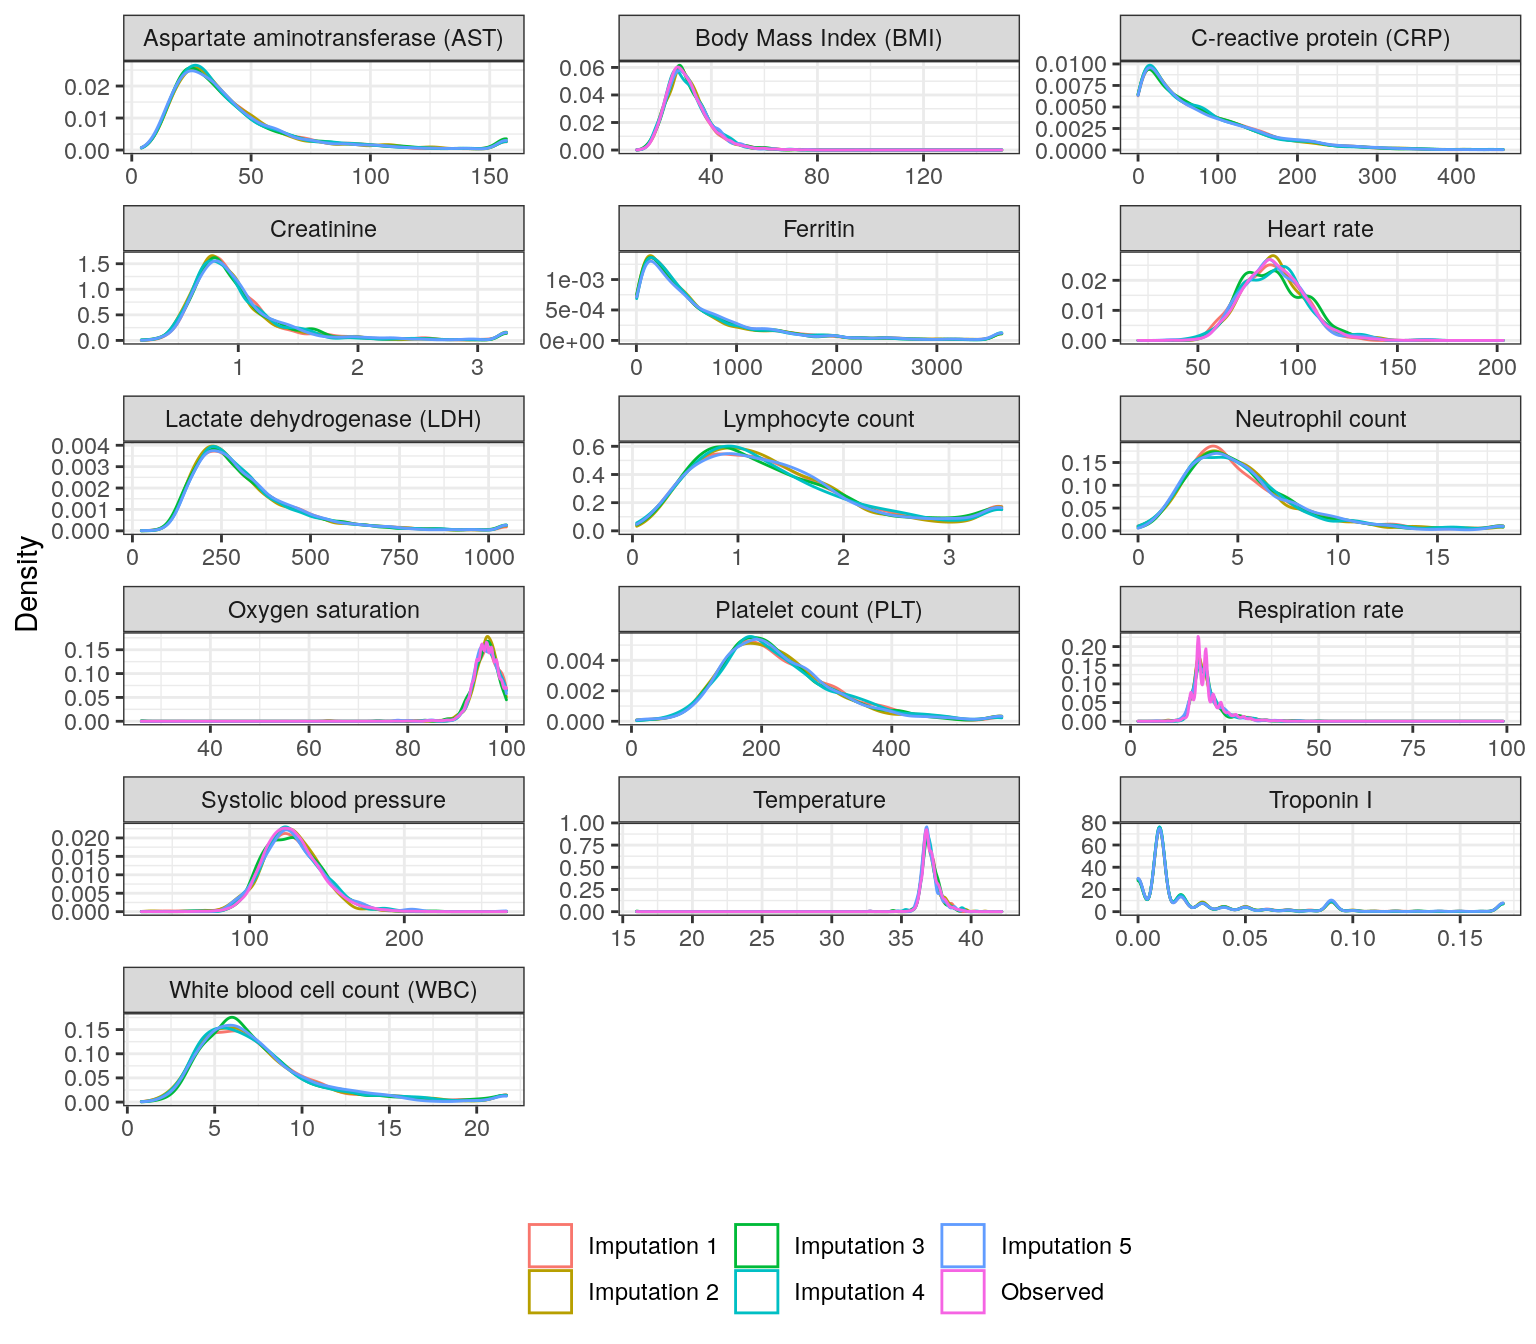 Aspartate aminotransferase (AST) Body Mass Index (BMI) C-reactive protein (CRP)
0.02
0.01
0.00
0 50 100 150
0.06
0.04
0.02
0.00
40 80 120
0.0100
0.0075
0.0050
0.0025
0.0000
0 100 200 300 400
Creatinine Ferritin Heart rate
1.5
1.0
0.5
0.0
1 2 3
1e-03
5e-04
0e+00
0 1000 2000 3000
0.02
0.01
0.00
50 100 150 200
Lactate dehydrogenase (LDH) Lymphocyte count Neutrophil count
0.004
0.003
0.002
0.001
0.000
0 250 500 750 1000
0.6
0.4
0.2
0.0
0 1 2 3
0.15
0.10
0.05
0.00
0 5 10 15
Density
Oxygen saturation Platelet count (PLT) Respiration rate
0.15
0.10
0.05
0.00
40 60 80 100
0.004
0.002
0.000
0 200 400
0.20
0.15
0.10
0.05
0.00
0 25 50 75 100
Systolic blood pressure Temperature Troponin I
0.020
0.015
0.010
0.005
0.000
100 200
1.00
0.75
0.50
0.25
0.00
15 20 25 30 35 40
80
60
40
20
0
0.00 0.05 0.10 0.15
White blood cell count (WBC)
0.15
0.10
0.05
0.00
0 5 10 15 20
Imputation 1 Imputation 3 Imputation 5
Imputation 2 Imputation 4 Observed